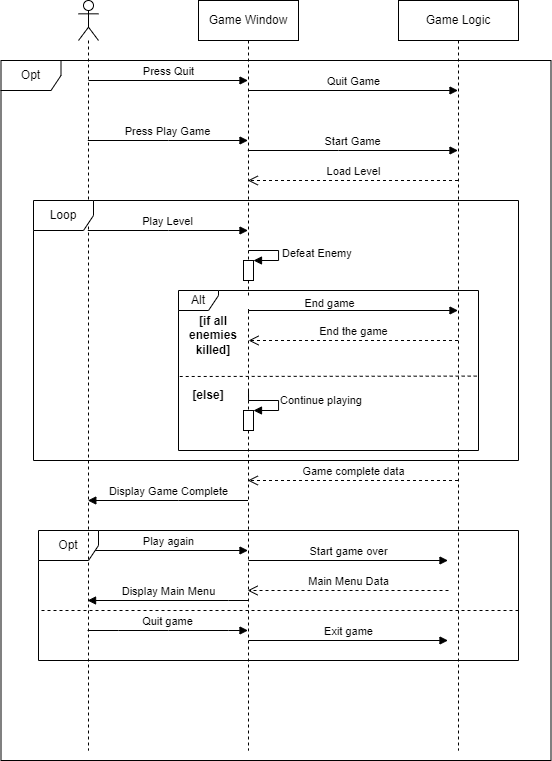 Game Window
Game Logic
Opt
Press Quit
Quit Game
Press Play Game
Start Game
Load Level
Loop
Play Level
Defeat Enemy
Alt
End game
[if all
enemies
killed]
End the game
[else]
Continue playing
Game complete data
Display Game Complete
Opt
Play again
Start game over
Main Menu Data
Display Main Menu
Quit game
Exit game